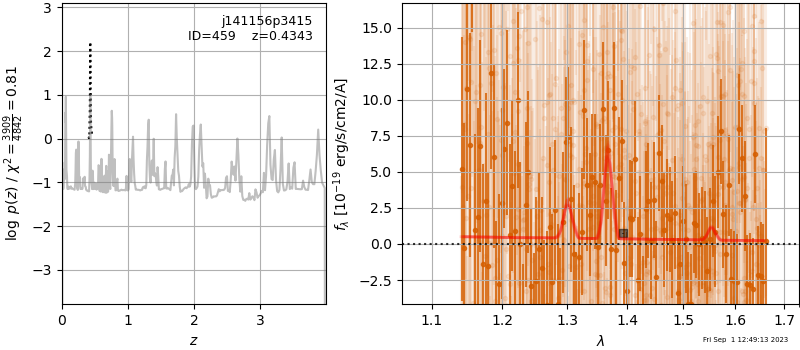 j141156p3415
ID=459 z=0.4343
log p(z) / χ² = 3909/4842 = 0.81
3
2
1
0
−1
−2
−3
0 1 2 3
z
fλ [10⁻¹⁹ erg/s/cm2/A]
15.0
12.5
10.0
7.5
5.0
2.5
0.0
−2.5
1.1 1.2 1.3 1.4 1.5 1.6 1.7
λ
Fri Sep 1 12:49:13 2023